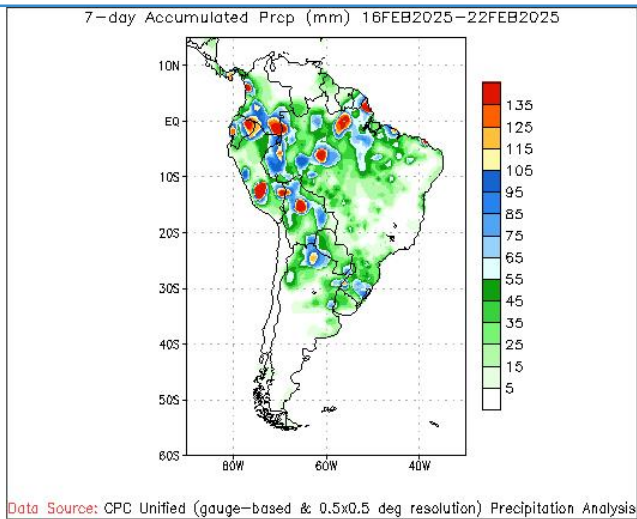 7-day Accumulated Prcp (mm) 16FEB2025-22FEB2025
10N
EQ
10S
20S
30S
40S
50S
60S
80W
60W
40W
135
125
115
105
95
85
75
65
55
45
35
25
15
5
Data Source: CPC Unified (gauge-based & 0.5x0.5 deg resolution) Precipitation Analysis